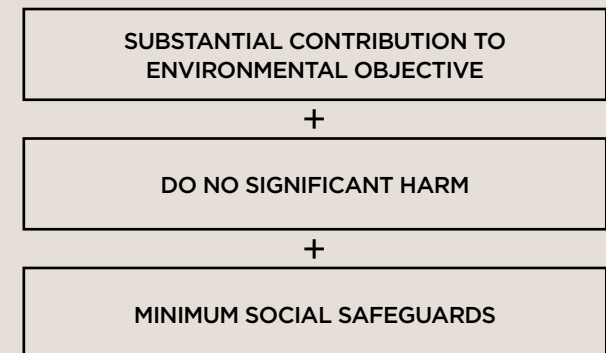 SUBSTANTIAL CONTRIBUTION TO
ENVIRONMENTAL OBJECTIVE
+
DO NO SIGNIFICANT HARM
+
MINIMUM SOCIAL SAFEGUARDS